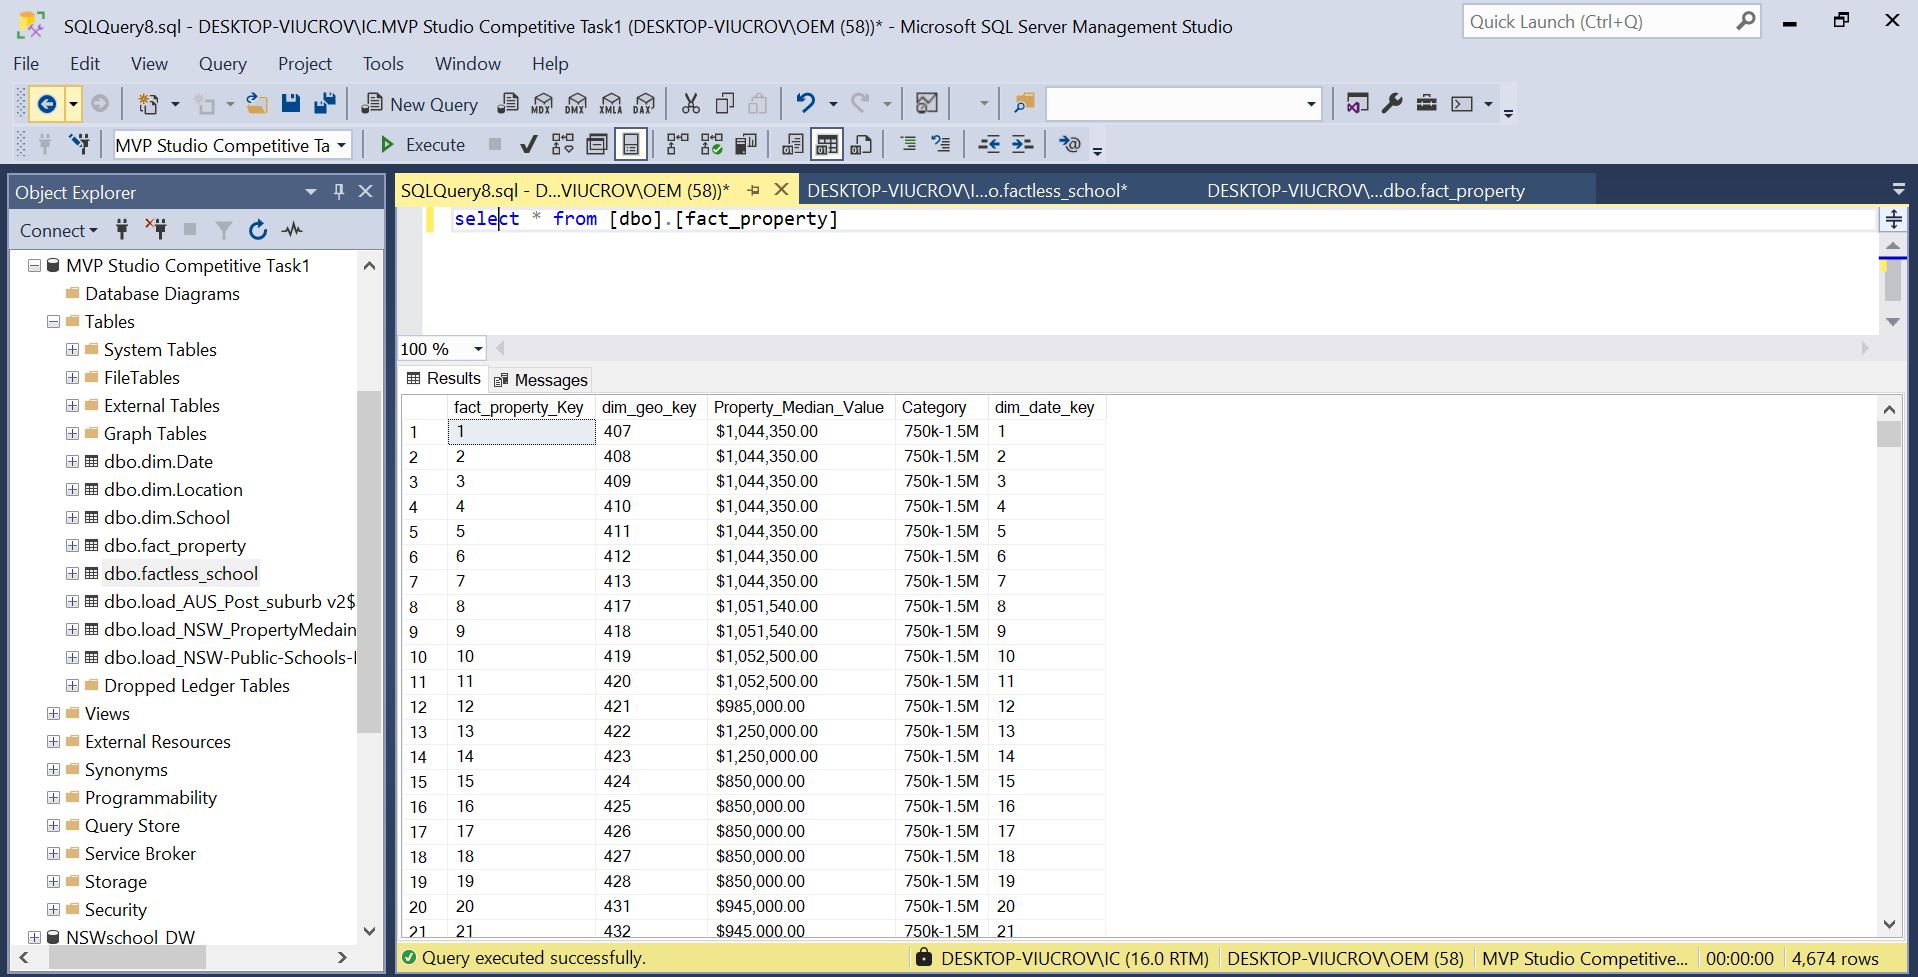 SQLQuery8.sql - DESKTOP-VIUCROV\IC.MVP Studio Competitive Task1 (DESKTOP-VIUCROV\OEM (58))* - Microsoft SQL Server Management Studio
Quick Launch (Ctrl+Q)
File Edit View Query Project Tools Window Help
New Query MDX DMX XMLA DAX
MVP Studio Competitive Ta Execute
Object Explorer
Connect
MVP Studio Competitive Task1
Database Diagrams
Tables
System Tables
FileTables
External Tables
Graph Tables
dbo.dim.Date
dbo.dim.Location
dbo.dim.School
dbo.fact_property
dbo.factless_school
dbo.load_AUS_Post_suburb v2$
dbo.load_NSW_PropertyMedain
dbo.load_NSW-Public-Schools-
Dropped Ledger Tables
Views
External Resources
Synonyms
Programmability
Query Store
Service Broker
Storage
Security
NSWschool_DW
SQLQuery8.sql - D...VIUCROV\OEM (58))* DESKTOP-VIUCROV\I...o.factless_school* DESKTOP-VIUCROV\...dbo.fact_property
select * from [dbo].[fact_property]
100 %
Results Messages
fact_property_Key dim_geo_key Property_Median_Value Category dim_date_key
1 1 407 $1,044,350.00 750k-1.5M 1
2 2 408 $1,044,350.00 750k-1.5M 2
3 3 409 $1,044,350.00 750k-1.5M 3
4 4 410 $1,044,350.00 750k-1.5M 4
5 5 411 $1,044,350.00 750k-1.5M 5
6 6 412 $1,044,350.00 750k-1.5M 6
7 7 413 $1,044,350.00 750k-1.5M 7
8 8 417 $1,051,540.00 750k-1.5M 8
9 9 418 $1,051,540.00 750k-1.5M 9
10 10 419 $1,052,500.00 750k-1.5M 10
11 11 420 $1,052,500.00 750k-1.5M 11
12 12 421 $985,000.00 750k-1.5M 12
13 13 422 $1,250,000.00 750k-1.5M 13
14 14 423 $1,250,000.00 750k-1.5M 14
15 15 424 $850,000.00 750k-1.5M 15
16 16 425 $850,000.00 750k-1.5M 16
17 17 426 $850,000.00 750k-1.5M 17
18 18 427 $850,000.00 750k-1.5M 18
19 19 428 $850,000.00 750k-1.5M 19
20 20 431 $945,000.00 750k-1.5M 20
21 21 432 $945,000.00 750k-1.5M 21
Query executed successfully. DESKTOP-VIUCROV\IC (16.0 RTM) DESKTOP-VIUCROV\OEM (58) MVP Studio Competitive... 00:00:00 4,674 rows